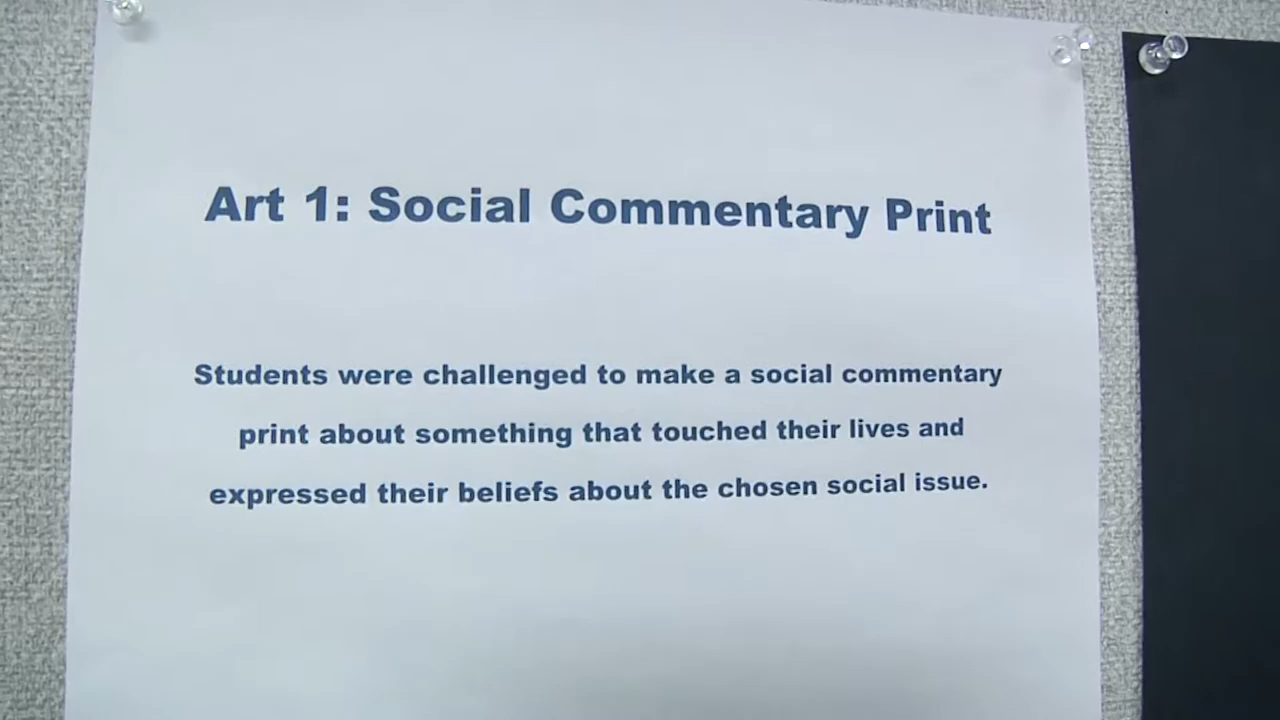 Art 1: Social Commentary Print
Students were challenged to make a social commentary
print about something that touched their lives and
expressed their beliefs about the chosen social issue.